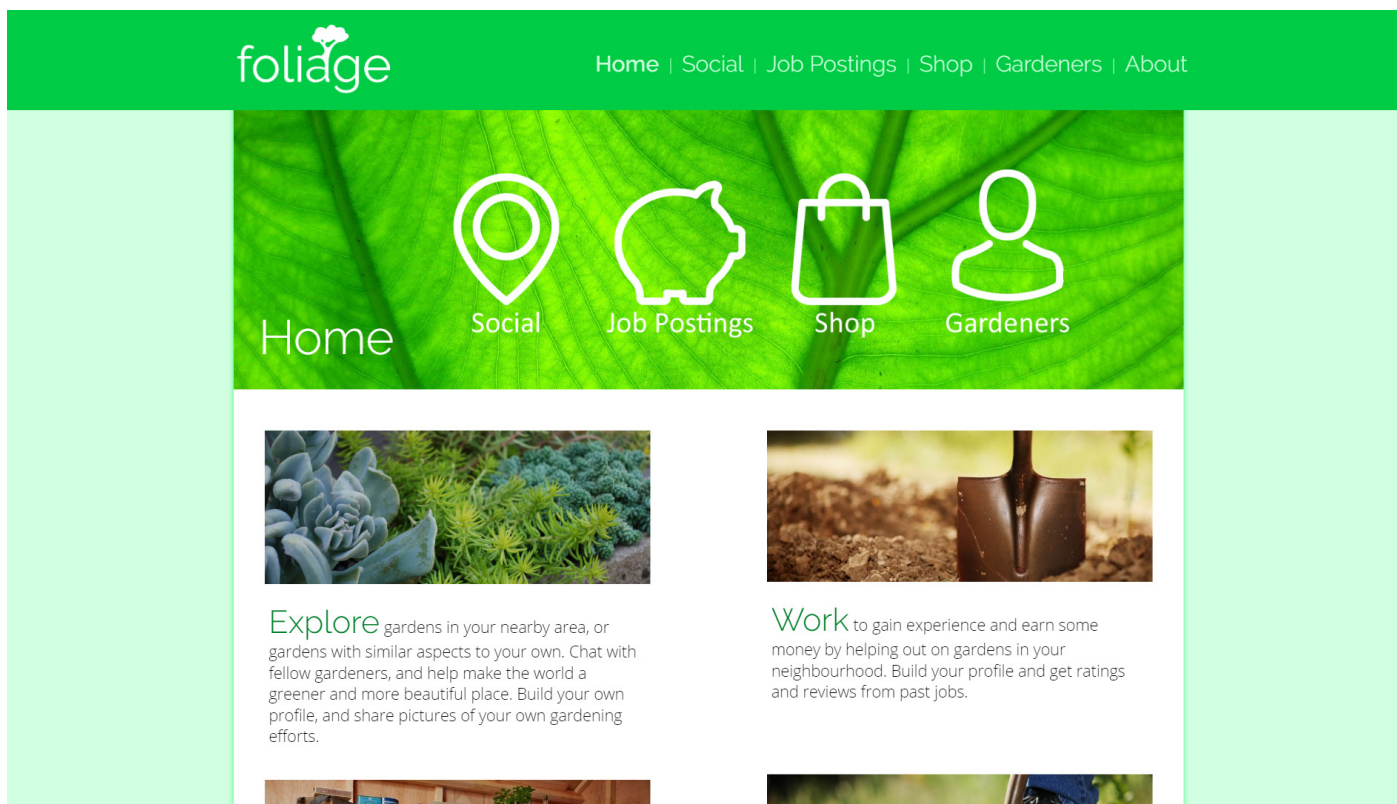 foliage
Home | Social | Job Postings | Shop | Gardeners | About
Home
Social
Job Postings
Shop
Gardeners
Explore gardens in your nearby area, or
gardens with similar aspects to your own. Chat with
fellow gardeners, and help make the world a
greener and more beautiful place. Build your own
profile, and share pictures of your own gardening
efforts.
Work to gain experience and earn some
money by helping out on gardens in your
neighbourhood. Build your profile and get ratings
and reviews from past jobs.